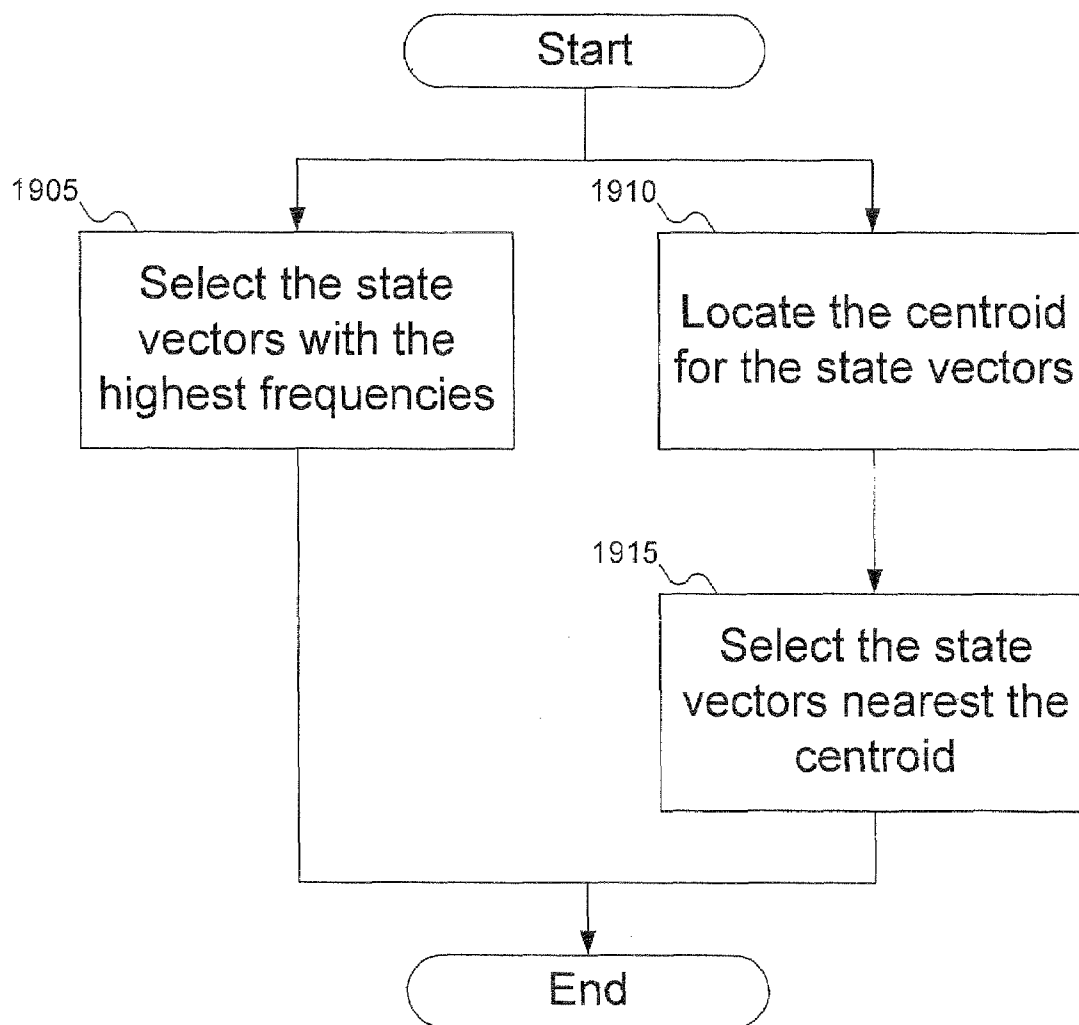 Start
1905
Select the state
vectors with the
highest frequencies
1910
Locate the centroid
for the state vectors
1915
Select the state
vectors nearest the
centroid
End